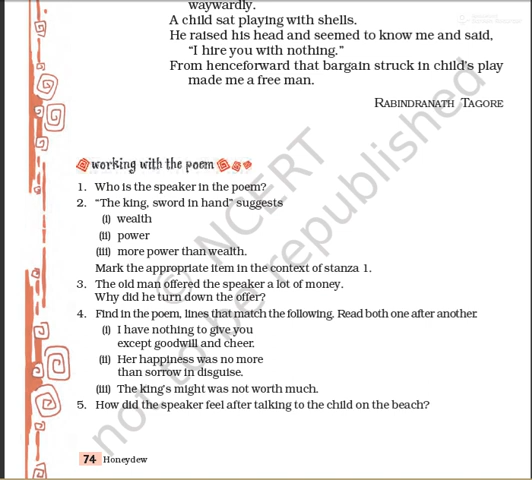 waywardly.
A child sat playing with shells.
He raised his head and seemed to know me and said,
“I hire you with nothing.”
From henceforward that bargain struck in child’s play
made me a free man.
RABINDRANATH TAGORE
working with the poem
1. Who is the speaker in the poem?
2. “The king, sword in hand” suggests
(i) wealth
(ii) power
(iii) more power than wealth.
Mark the appropriate item in the context of stanza 1.
3. The old man offered the speaker a lot of money.
Why did he turn down the offer?
4. Find in the poem, lines that match the following. Read both one after another.
(i) I have nothing to give you
except goodwill and cheer.
(ii) Her happiness was no more
than sorrow in disguise.
(iii) The king’s might was not worth much.
5. How did the speaker feel after talking to the child on the beach?
© NCERT
not to be republished
74 Honeydew